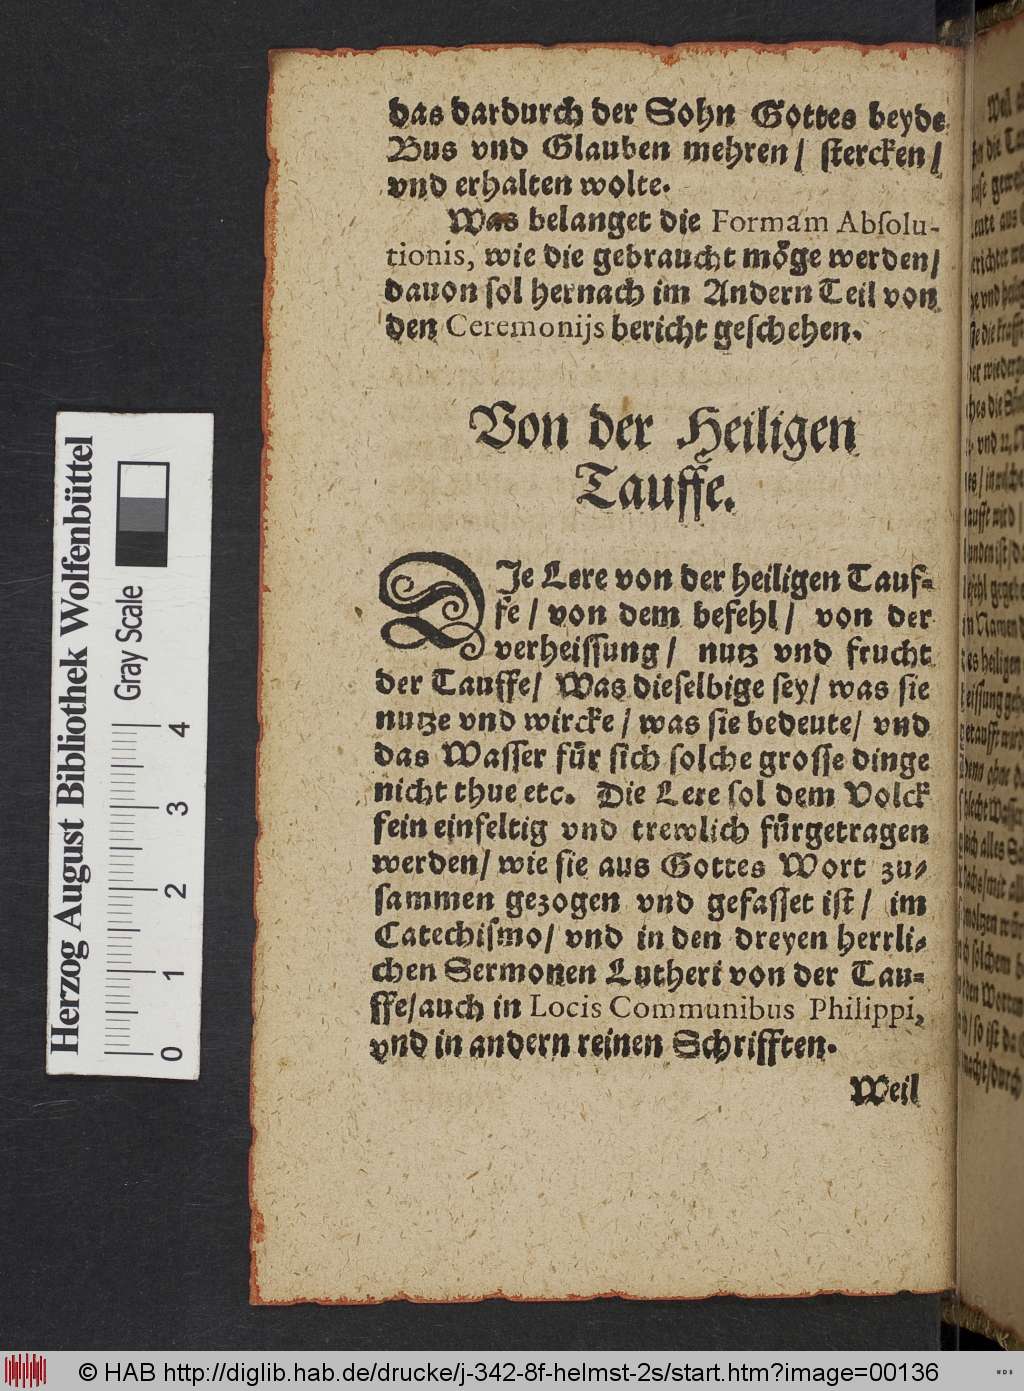 das dardurch der Sohn Gottes beyde
Bus vnd Glauben mehren / stercken /
vnd erhalten wolte.
Was belanget die Formam Absolu-
tionis, wie die gebraucht möge werden /
dauon sol hernach im Andern Teil von
den Ceremonijs bericht geschehen.
Von der Heiligen
Tauffe.
DJe Lere von der heiligen Tauf-
fe / von dem befehl / von der
verheissung / nutz vnd frucht
der Tauffe / Was dieselbige sey / was sie
nutze vnd wircke / was sie bedeute / vnd
das Wasser für sich solche grosse dinge
nicht thue etc. Die Lere sol dem Volck
fein einfeltig vnd trewlich fürgetragen
werden / wie sie aus Gottes Wort zu-
sammen gezogen vnd gefasset ist / im
Catechismo / vnd in den dreyen herrli-
chen Sermonen Lutheri von der Tau-
ffe / auch in Locis Communibus Philippi,
vnd in andern reinen Schrifften.
Weil
Herzog August Bibliothek Wolfenbüttel
Gray Scale
0 1 2 3 4
© HAB http://diglib.hab.de/drucke/j-342-8f-helmst-2s/start.htm?image=00136